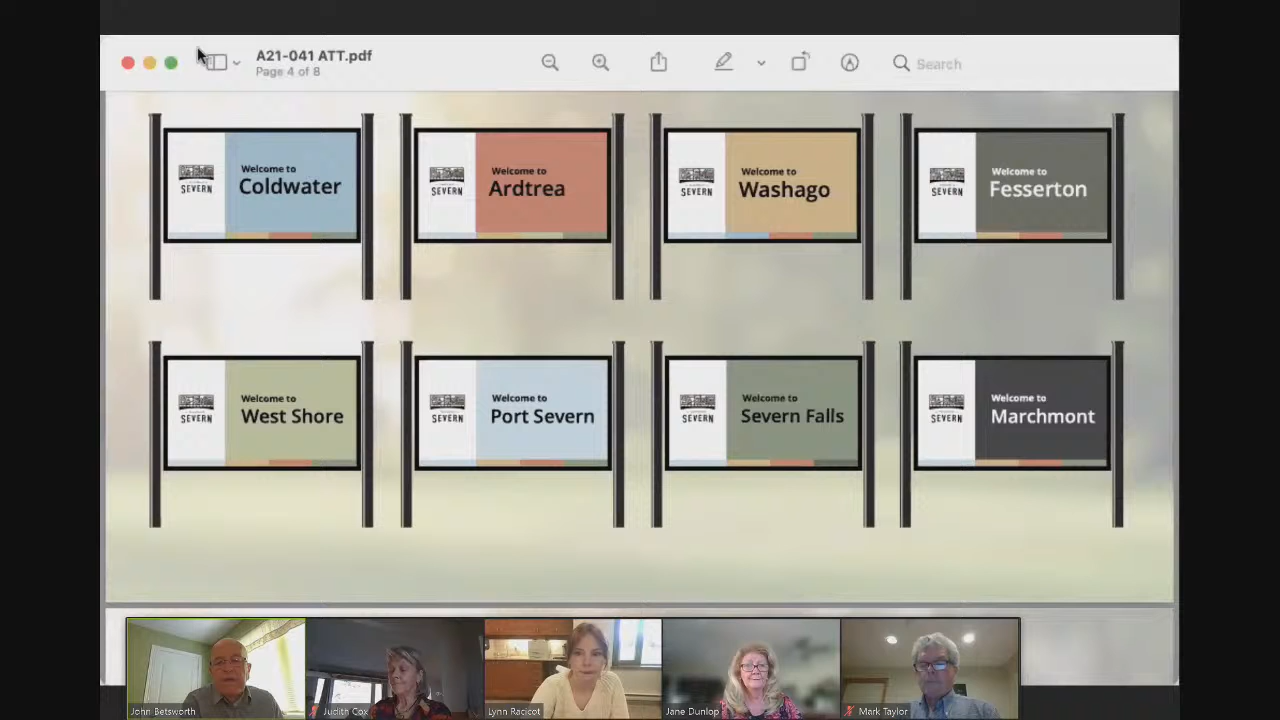 A21-041 ATT.pdf
Page 4 of 8
Search
SEVERN
Welcome to
Coldwater
SEVERN
Welcome to
Ardtrea
SEVERN
Welcome to
Washago
SEVERN
Welcome to
Fesserton
SEVERN
Welcome to
West Shore
SEVERN
Welcome to
Port Severn
SEVERN
Welcome to
Severn Falls
SEVERN
Welcome to
Marchmont
John Betsworth
Judith Cox
Lynn Racicot
Jane Dunlop
Mark Taylor